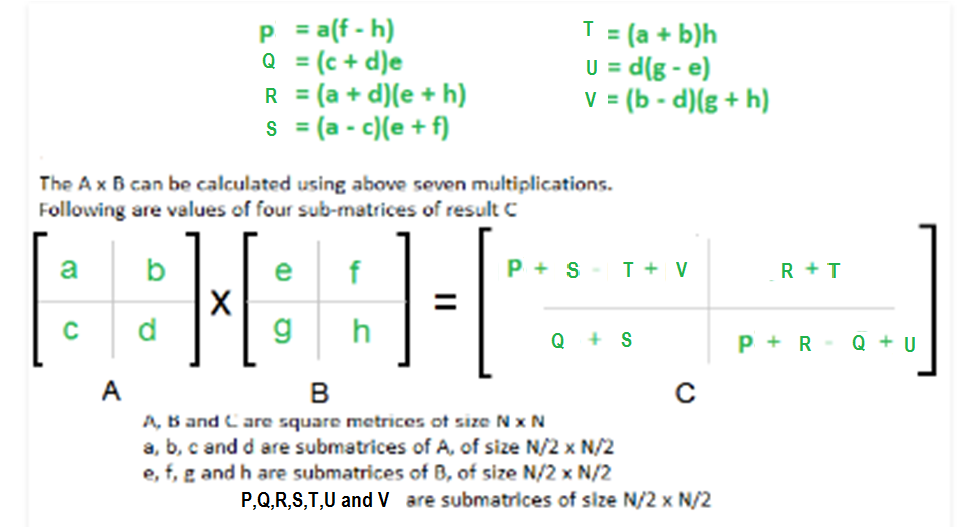 P = a(f - h)
Q = (c + d)e
R = (a + d)(e + h)
S = (a - c)(e + f)
T = (a + b)h
U = d(g - e)
V = (b - d)(g + h)
The A x B can be calculated using above seven multiplications.
Following are values of four sub-matrices of result C
a b
c d
X
e f
g h
=
P + S - T + V R + T
Q + S P + R - Q + U
A B C
A, B and C are square metrices of size N x N
a, b, c and d are submatrices of A, of size N/2 x N/2
e, f, g and h are submatrices of B, of size N/2 x N/2
P,Q,R,S,T,U and V are submatrices of size N/2 x N/2